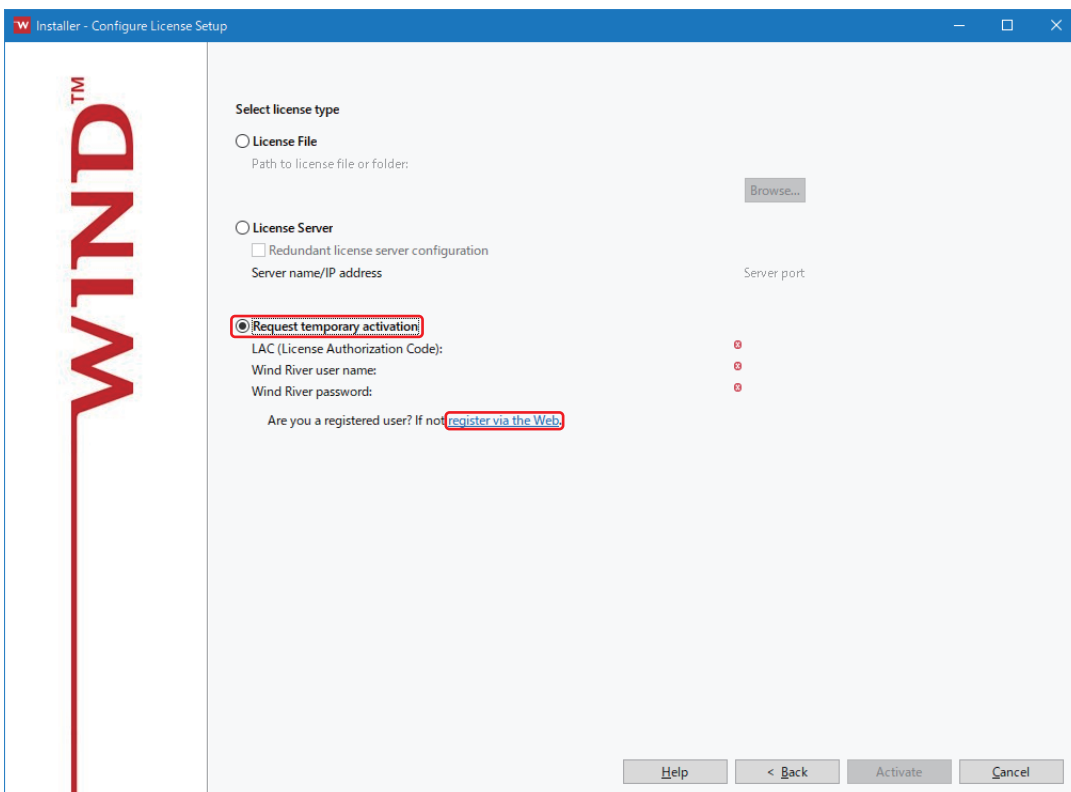 Installer - Configure License Setup
WIND™
Select license type
License File
Path to license file or folder:
Browse...
License Server
Redundant license server configuration
Server name/IP address Server port
Request temporary activation
LAC (License Authorization Code):
Wind River user name:
Wind River password:
Are you a registered user? If not register via the Web.
Help < Back Activate Cancel